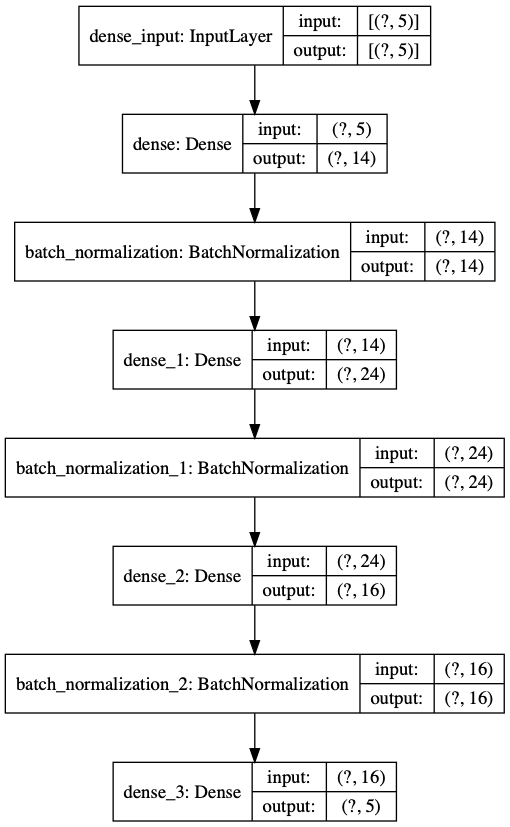 dense_input: InputLayer
input: [(?, 5)]
output: [(?, 5)]
dense: Dense
input: (?, 5)
output: (?, 14)
batch_normalization: BatchNormalization
input: (?, 14)
output: (?, 14)
dense_1: Dense
input: (?, 14)
output: (?, 24)
batch_normalization_1: BatchNormalization
input: (?, 24)
output: (?, 24)
dense_2: Dense
input: (?, 24)
output: (?, 16)
batch_normalization_2: BatchNormalization
input: (?, 16)
output: (?, 16)
dense_3: Dense
input: (?, 16)
output: (?, 5)